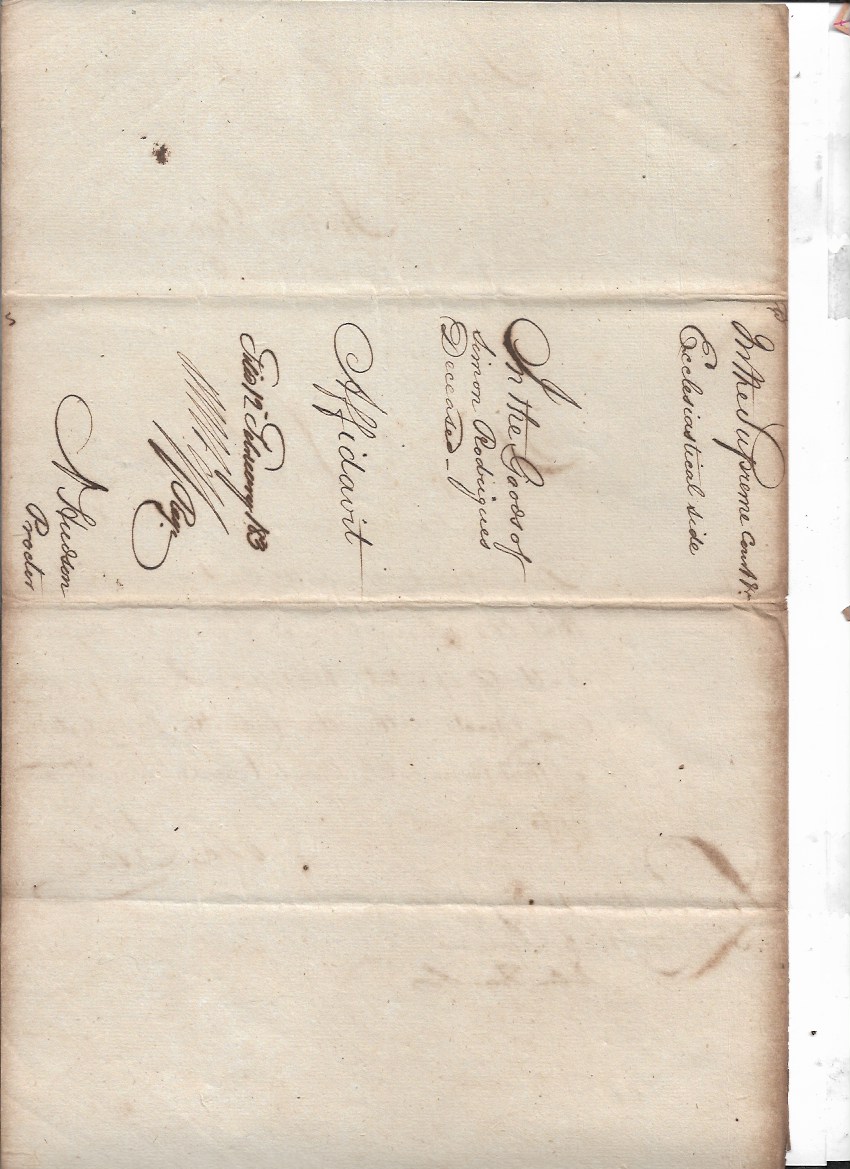 In the Supreme Court &c
Ecclesiastical side
In the Goods of
Simon Rodrigues
Deceased
Affidavit
Filed 12 February
Reg
N Hudson
Proctor